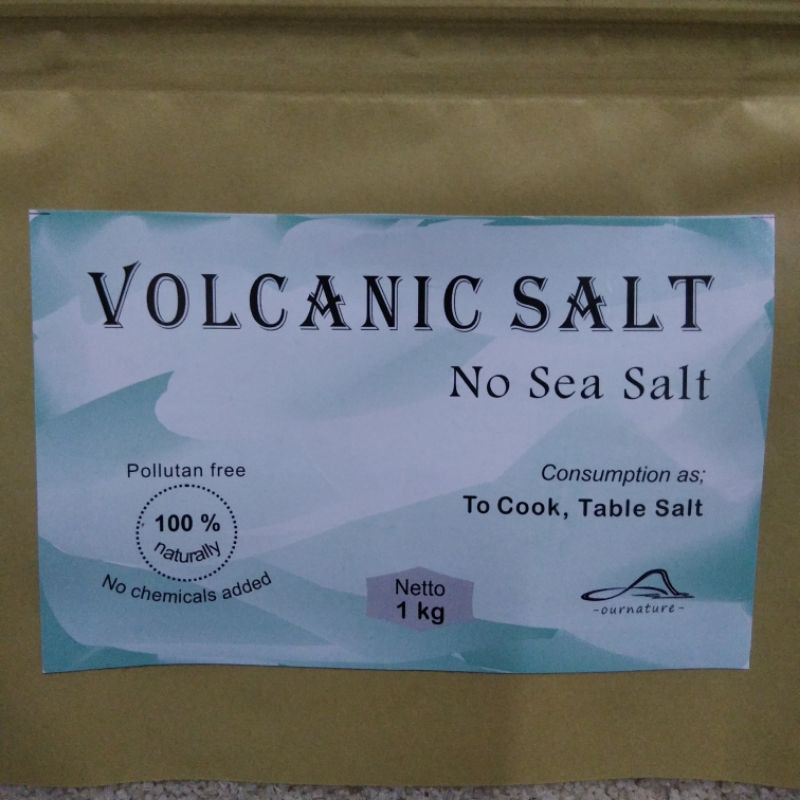 VOLCANIC SALT
No Sea Salt
Pollutan free
100 %
naturally
No chemicals added
Consumption as;
To Cook, Table Salt
Netto
1 kg
-ournature-